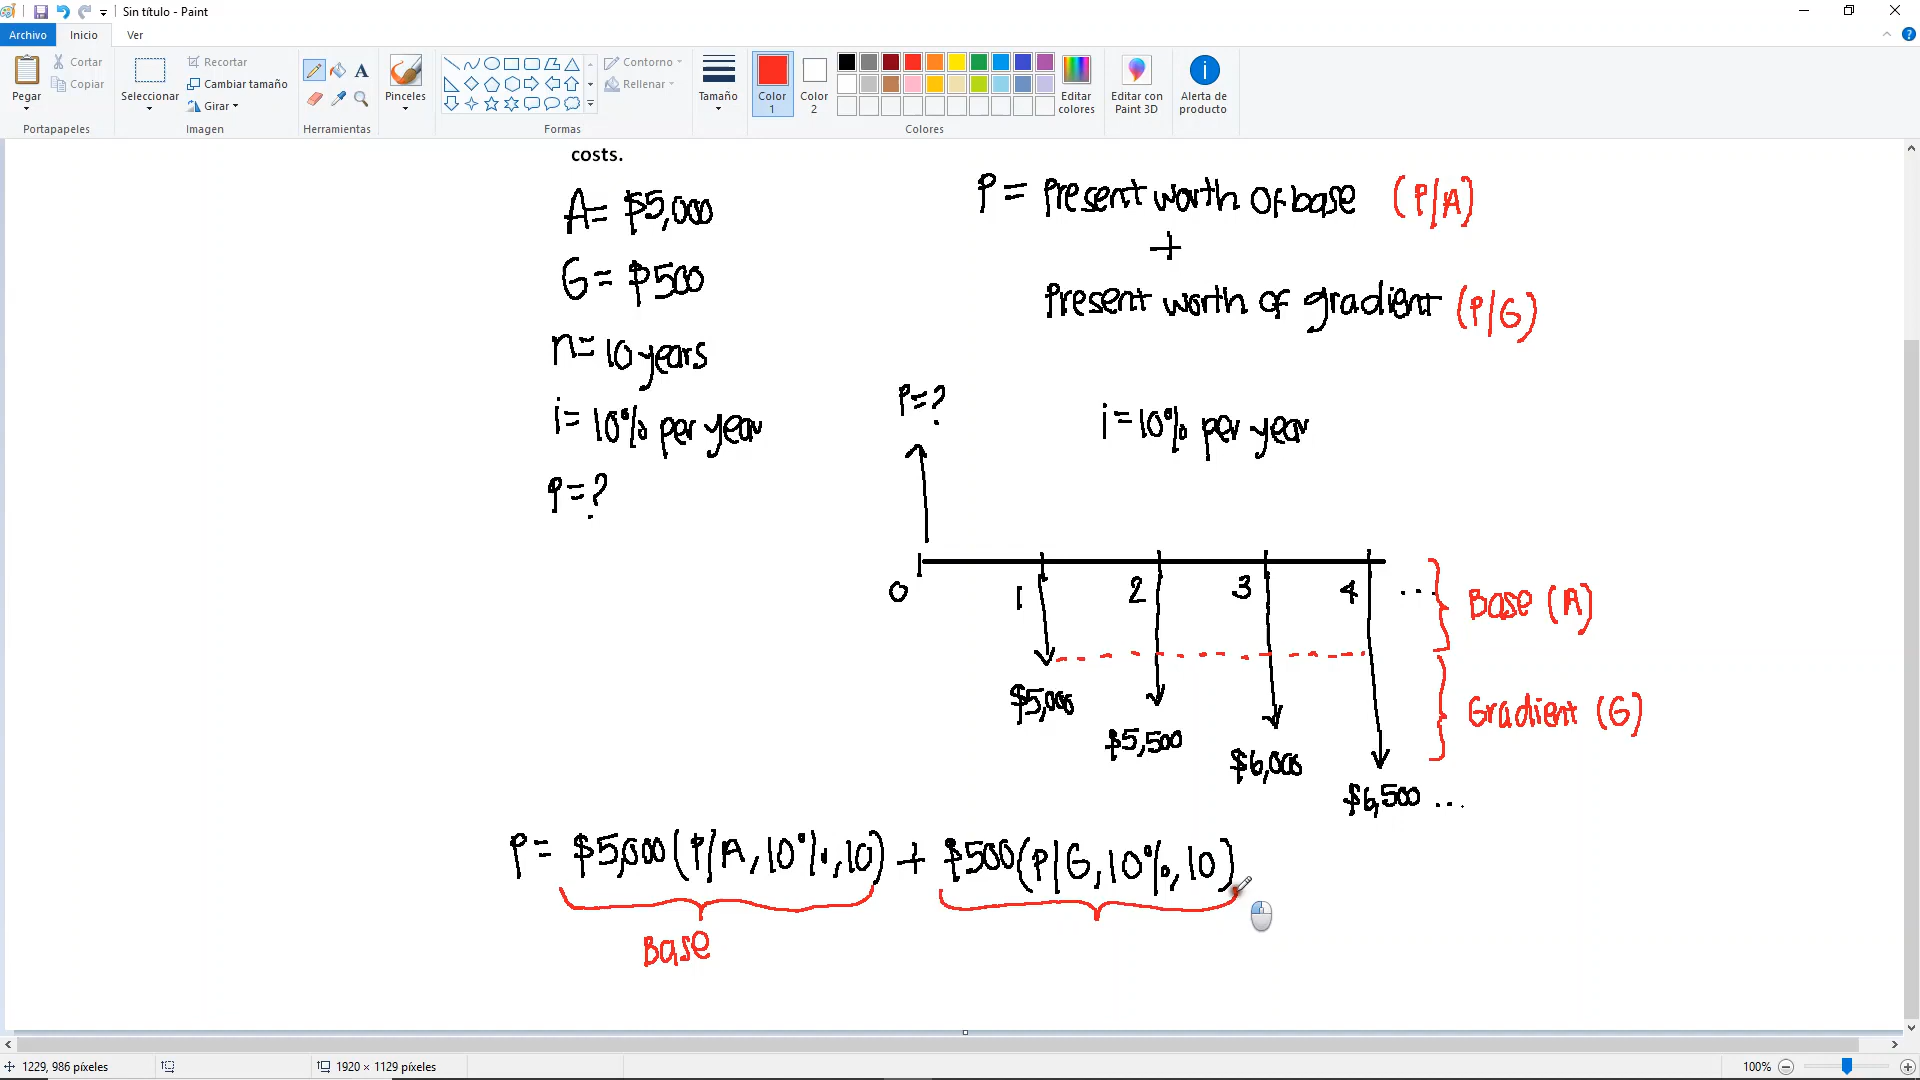 Sin título - Paint
Archivo Inicio Ver
Pegar
Cortar
Copiar
Portapapeles
Seleccionar
Recortar
Cambiar tamaño
Girar
Imagen
A
Herramientas
Pinceles
Contorno
Rellenar
Formas
Tamaño
Color 1
Color 2
Editar colores
Colores
Editar con Paint 3D
Alerta de producto
costs.
A = $5,000
G = $500
n = 10 years
i = 10% per year
P = ?
P = Present worth of base (P/A)
+
Present worth of gradient (P/G)
P = ?
i = 10% per year
0 1 2 3 4 ...
Base (A)
Gradient (G)
$5,000
$5,500
$6,000
$6,500 ...
P = $5,000 (P/A, 10%, 10) + $500 (P/G, 10%, 10)
Base
1229, 986 píxeles
1920 × 1129 píxeles
100%